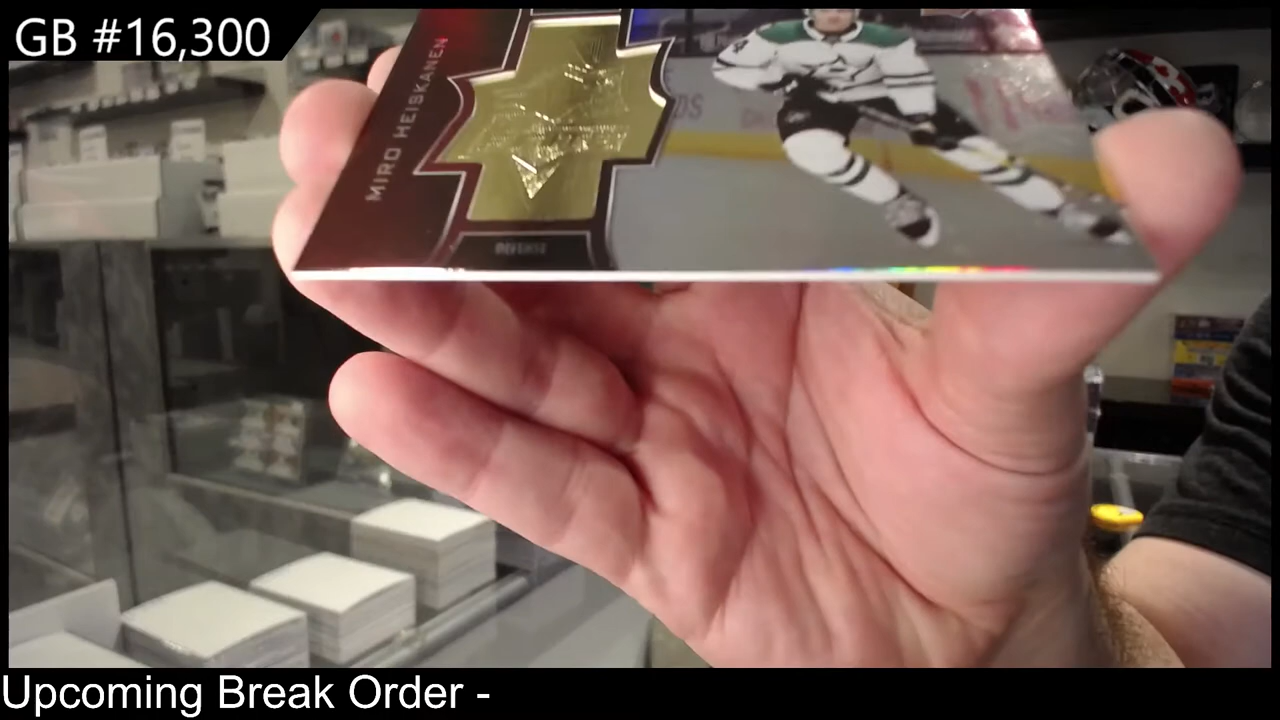 GB #16,300
MIRO HEISKANEN
DEFENSE
Upcoming Break Order -